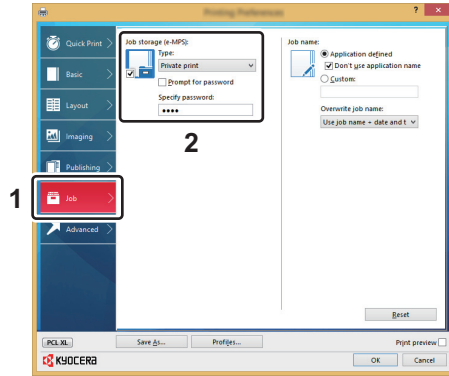 Printing Preferences
? ×
Quick Print
Basic
Layout
Imaging
Publishing
1
Job
Advanced
Job storage (e-MPS):
Type:
Private print
Prompt for password
Specify password:
••••
2
Job name:
Application defined
Don't use application name
Custom:
Overwrite job name:
Use job name + date and t
Reset
PCL XL
Save As...
Profiles...
Print preview
KYOCERA
OK
Cancel